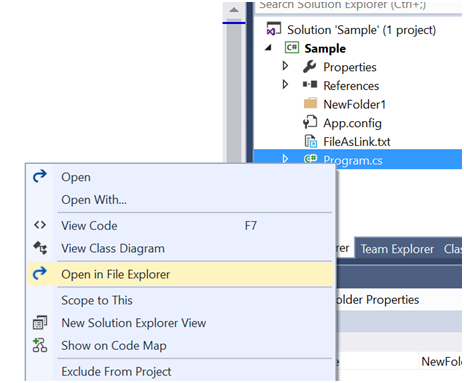 Search Solution Explorer (Ctrl+;)
Solution 'Sample' (1 project)
C# Sample
Properties
References
NewFolder1
App.config
FileAsLink.txt
C# Program.cs
Open
Open With...
View Code F7
View Class Diagram
Open in File Explorer
Scope to This
New Solution Explorer View
Show on Code Map
Exclude From Project
rer Team Explorer Clas
older Properties
e NewFol